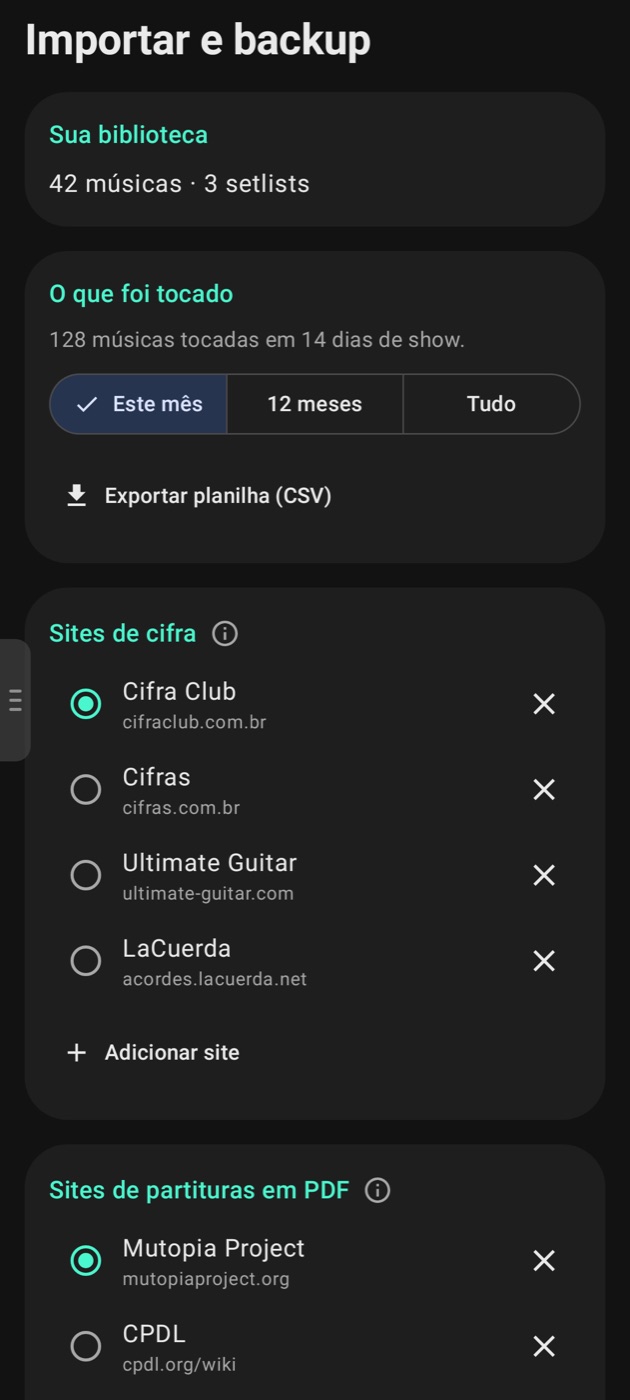 Importar e backup
Sua biblioteca
42 músicas · 3 setlists
O que foi tocado
128 músicas tocadas em 14 dias de show.
Este mês
12 meses
Tudo
Exportar planilha (CSV)
Sites de cifra
Cifra Club
cifraclub.com.br
Cifras
cifras.com.br
Ultimate Guitar
ultimate-guitar.com
LaCuerda
acordes.lacuerda.net
Adicionar site
Sites de partituras em PDF
Mutopia Project
mutopiaproject.org
CPDL
cpdl.org/wiki